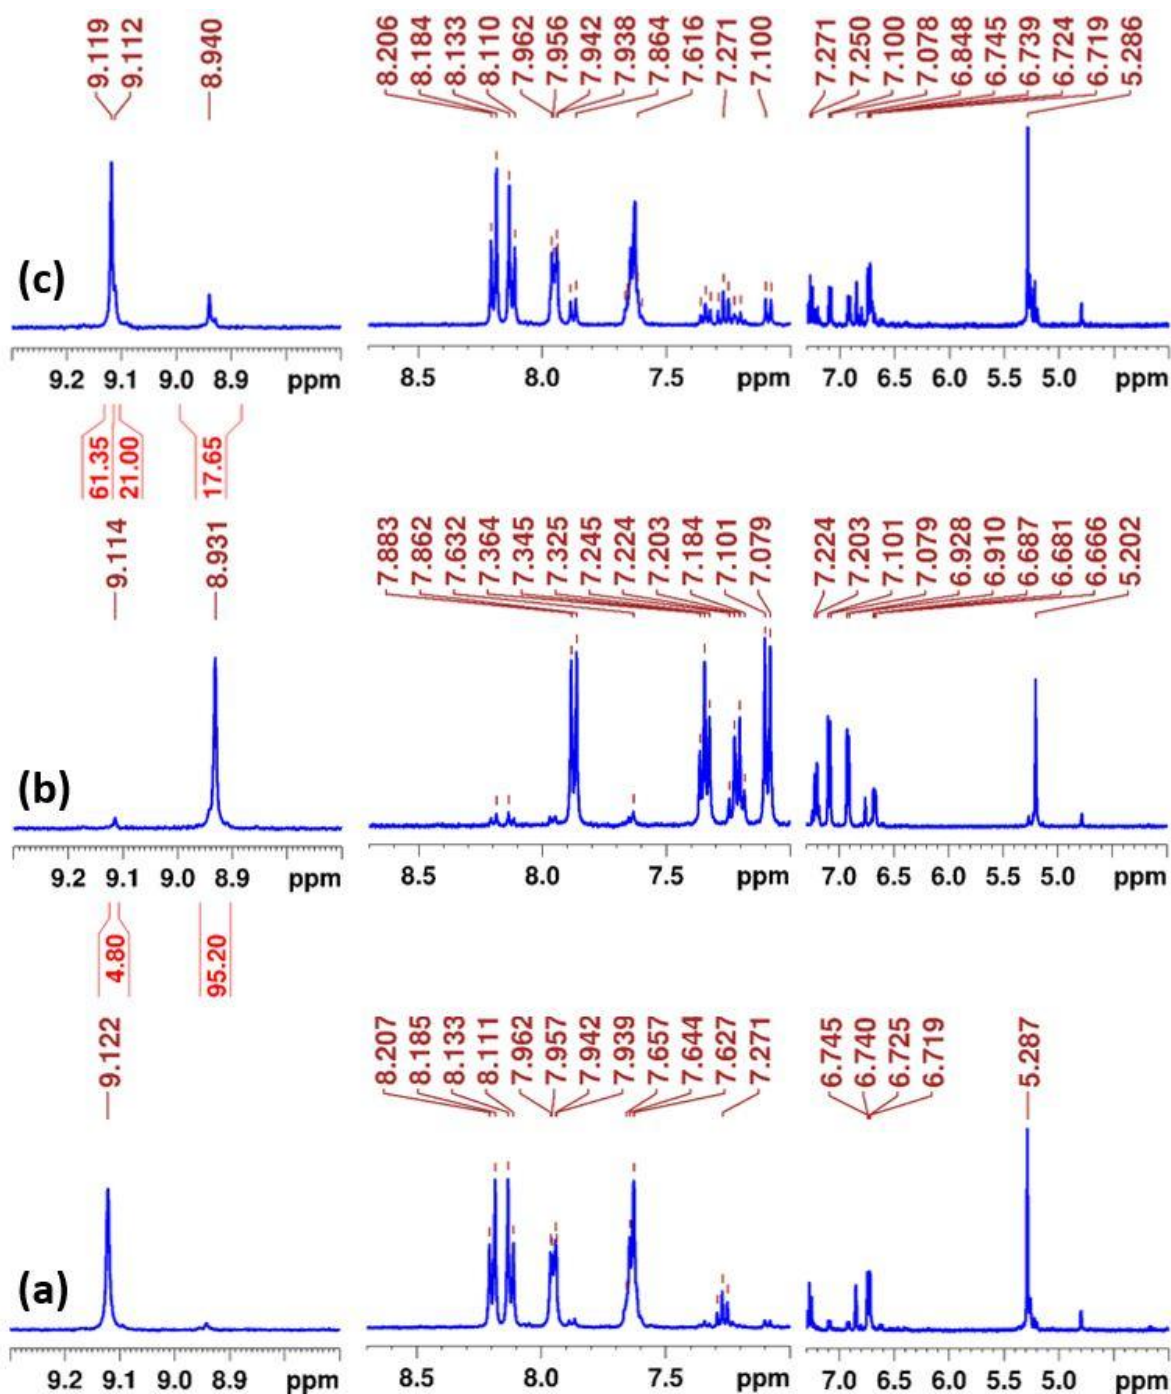 9.119 9.112 8.940 8.206 8.184 8.133 8.110 7.962 7.956 7.942 7.938 7.864 7.616 7.271 7.100 7.271 7.250 7.100 7.078 6.848 6.745 6.739 6.724 6.719 5.286
(c)
9.2 9.1 9.0 8.9 ppm 8.5 8.0 7.5 ppm 7.0 6.5 6.0 5.5 5.0 ppm
61.35 21.00 17.65
9.114 8.931 7.883 7.862 7.632 7.364 7.345 7.325 7.245 7.224 7.203 7.184 7.101 7.079 7.224 7.203 7.101 7.079 6.928 6.910 6.687 6.681 6.666 5.202
(b)
9.2 9.1 9.0 8.9 ppm 8.5 8.0 7.5 ppm 7.0 6.5 6.0 5.5 5.0 ppm
4.80 95.20
9.122 8.207 8.185 8.133 8.111 7.962 7.957 7.942 7.939 7.657 7.644 7.627 7.271 6.745 6.740 6.725 6.719 5.287
(a)
9.2 9.1 9.0 8.9 ppm 8.5 8.0 7.5 ppm 7.0 6.5 6.0 5.5 5.0 ppm